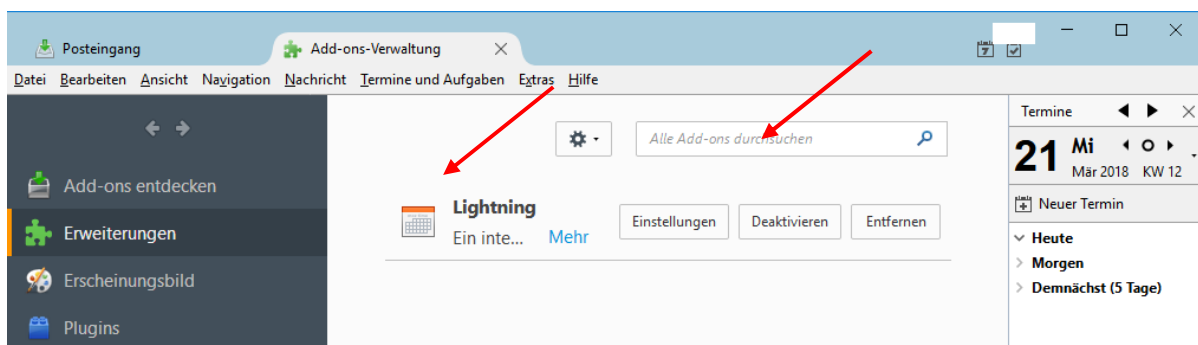 Posteingang
Add-ons-Verwaltung
Datei Bearbeiten Ansicht Navigation Nachricht Termine und Aufgaben Extras Hilfe
Add-ons entdecken
Erweiterungen
Erscheinungsbild
Plugins
Alle Add-ons durchsuchen
Lightning
Ein inte... Mehr
Einstellungen Deaktivieren Entfernen
Termine
21 Mi
Mär 2018 KW 12
Neuer Termin
Heute
Morgen
Demnächst (5 Tage)